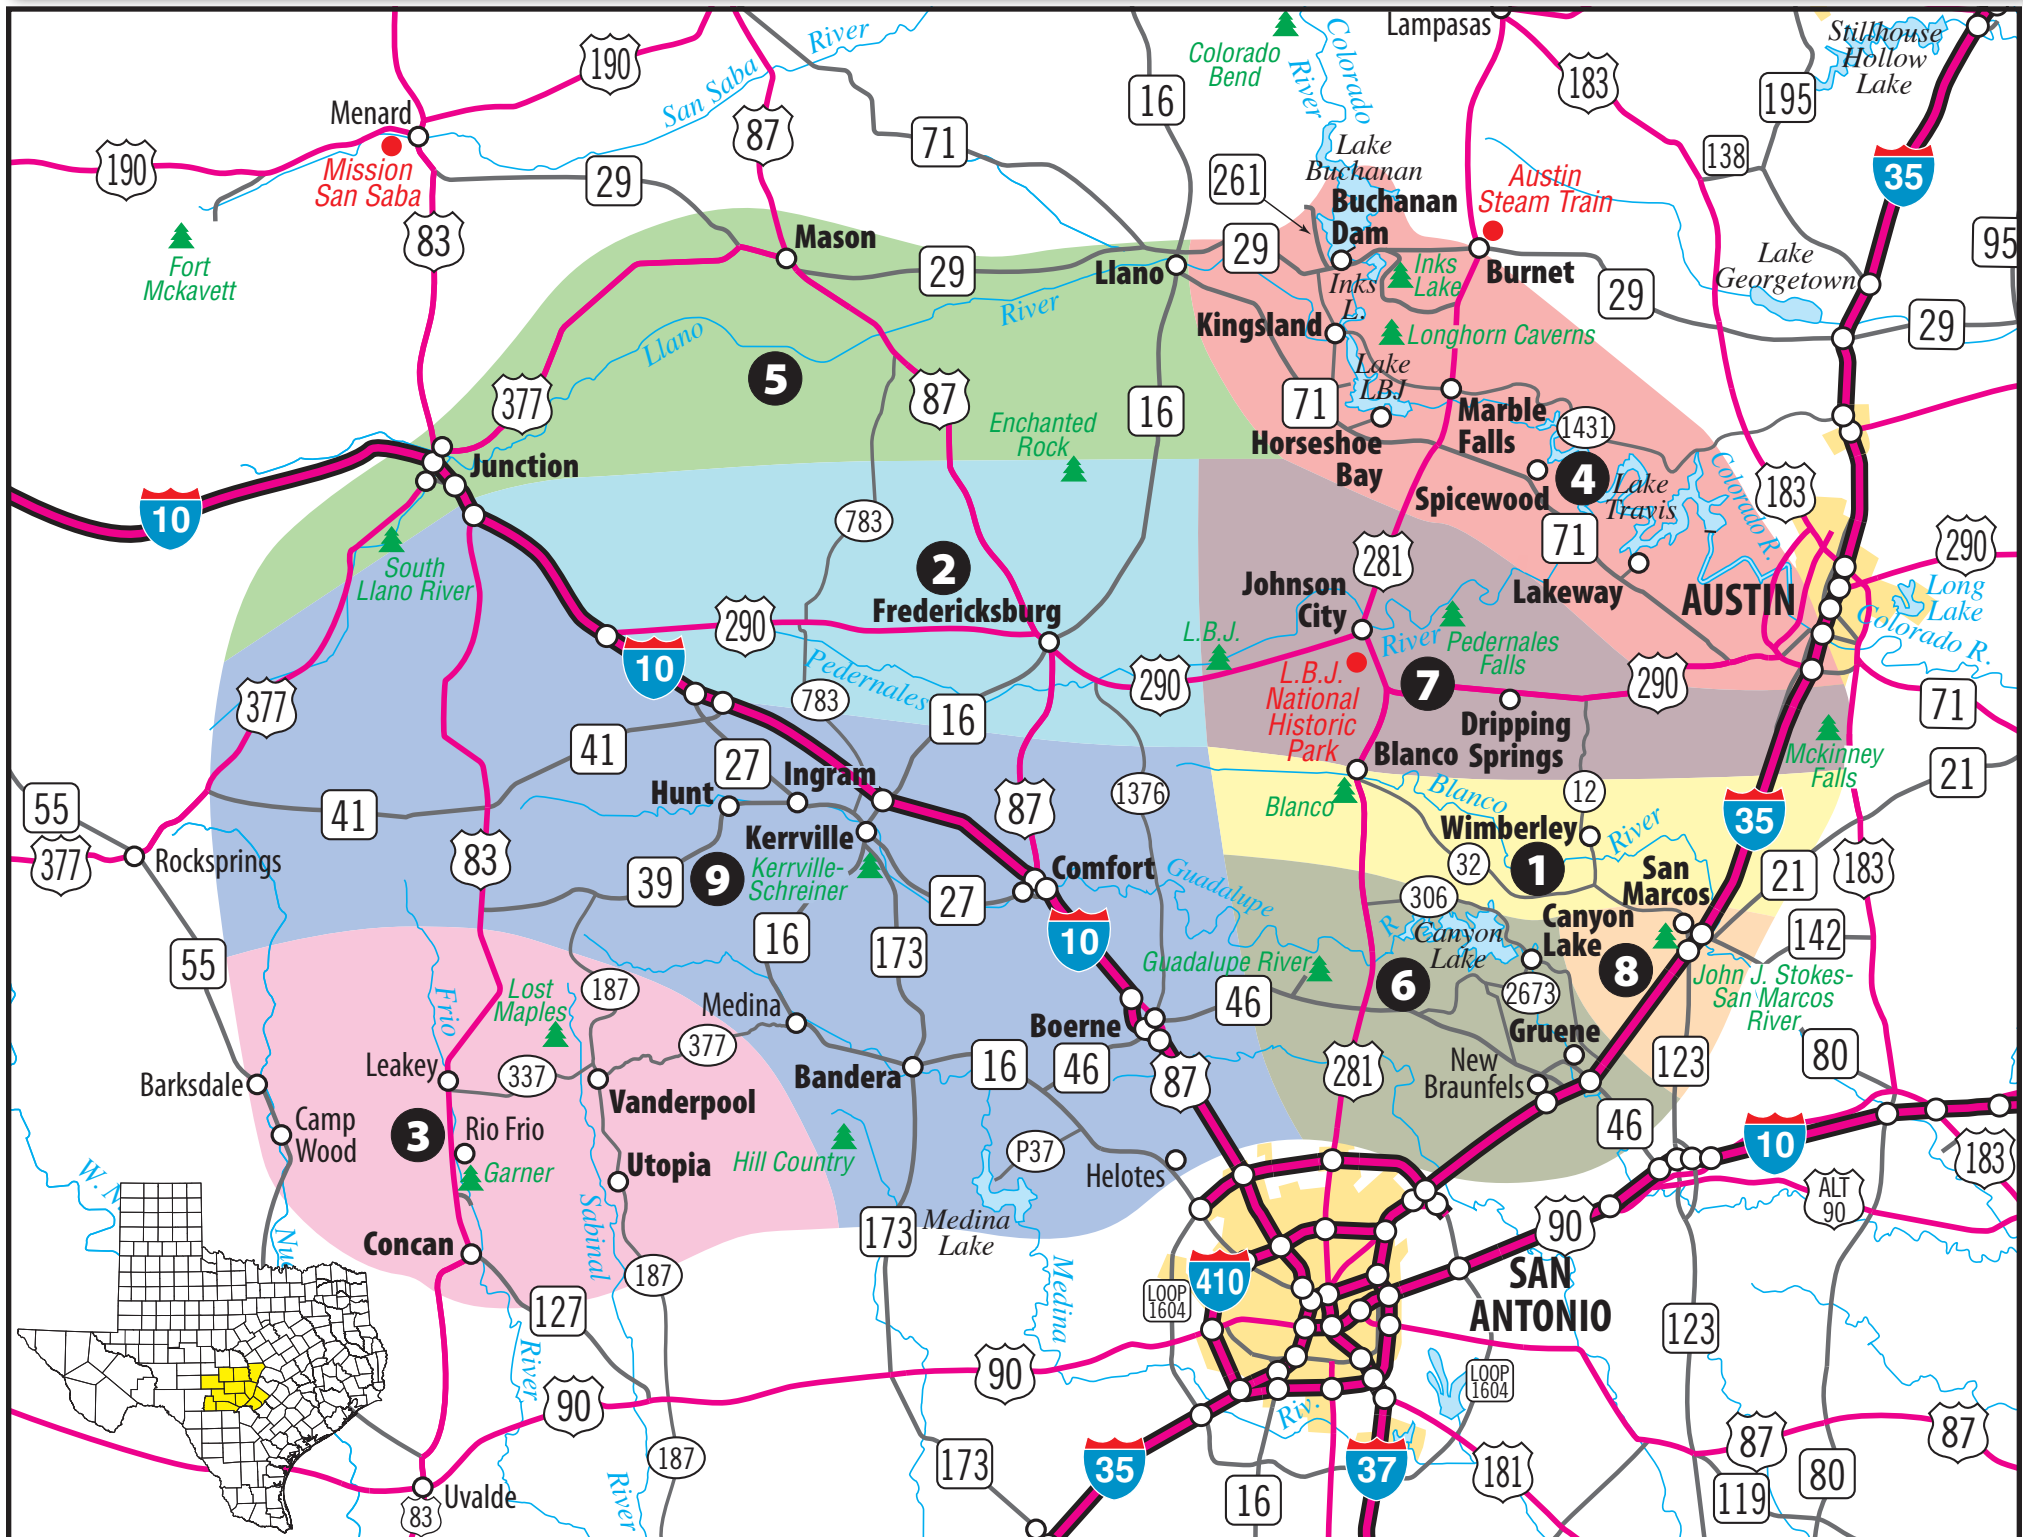 Lampasas
Colorado
Bend
Colorado
River
Stillhouse
Hollow
Lake
River
San Saba
190
183
195
16
Menard
87
71
138
35
190
Mission
San Saba
29
Lake
Buchanan
261
Austin
Steam Train
83
Buchanan
Dam
Fort
Mckavett
Mason
29
Llano
29
Inks
Lake
Burnet
Lake
Georgetown
95
Inks
L.
29
29
River
Llano
Kingsland
Longhorn Caverns
5
Lake
LBJ
377
87
16
71
Marble
Falls
1431
Enchanted
Rock
Horseshoe
Bay
Junction
4
Spicewood
Lake
Travis
Colorado R.
183
10
783
71
290
South
Llano River
2
281
Johnson
City
Lakeway
AUSTIN
Long
Lake
Colorado R.
Fredericksburg
290
L.B.J.
River
Pedernales
Falls
10
Pedernales
290
L.B.J.
National
Historic
Park
7
290
377
783
16
Dripping
Springs
71
41
27
Blanco
Mckinney
Falls
21
Hunt
Ingram
1376
Blanco
Blanco
12
55
41
87
35
Kerrville
Wimberley
River
377
Rocksprings
83
39
9
Kerrville-
Schreiner
Comfort
32
1
San
Marcos
21
183
27
Guadalupe
306
Canyon
Lake
142
16
173
10
R.
Canyon
Lake
55
Guadalupe River
6
8
John J. Stokes-
San Marcos
River
Frio
Lost
Maples
187
Medina
46
2673
Boerne
Gruene
377
New
Braunfels
Leakey
337
16
46
87
281
123
80
Barksdale
Bandera
Vanderpool
Camp
Wood
3
Rio Frio
46
10
Garner
Utopia
Hill Country
P37
Helotes
183
W. N
ALT
90
Sabinal
173
Medina
Lake
90
Nue
Concan
187
410
SAN
ANTONIO
LOOP
1604
Medina
127
123
River
90
90
LOOP
1604
Riv.
87
87
187
173
35
37
181
80
River
Uvalde
83
16
119